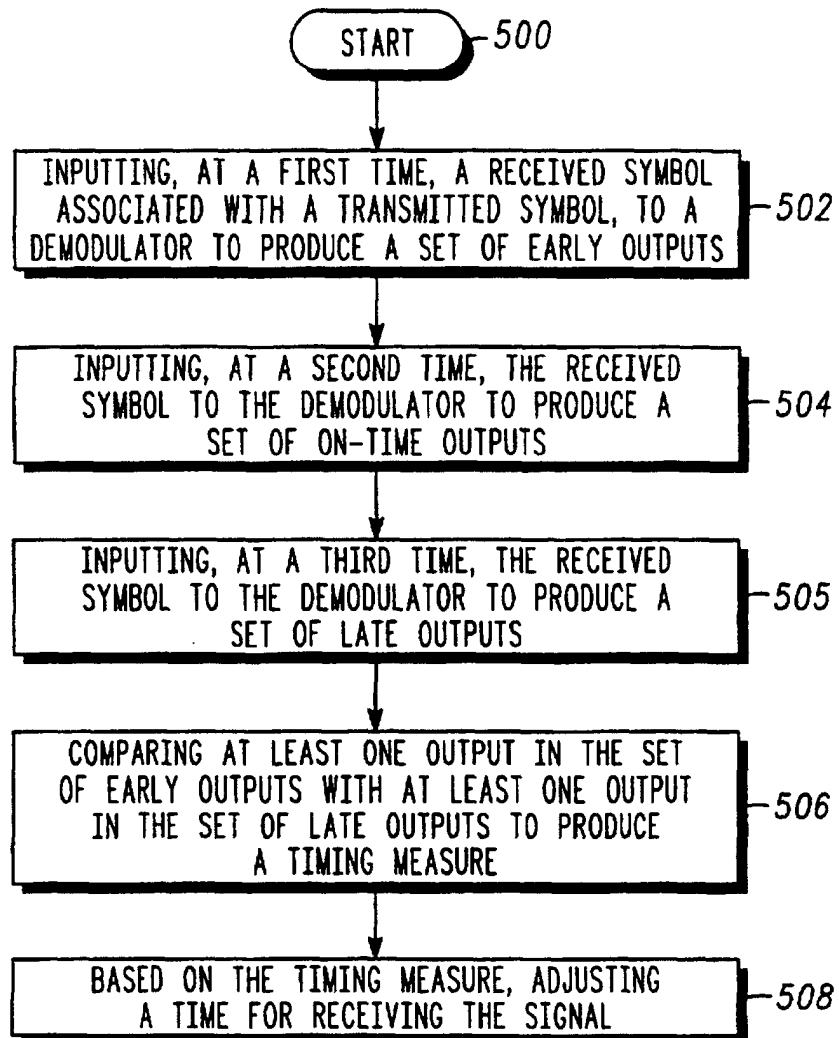 START
500
INPUTTING, AT A FIRST TIME, A RECEIVED SYMBOL
ASSOCIATED WITH A TRANSMITTED SYMBOL, TO A
DEMODULATOR TO PRODUCE A SET OF EARLY OUTPUTS
502
INPUTTING, AT A SECOND TIME, THE RECEIVED
SYMBOL TO THE DEMODULATOR TO PRODUCE A
SET OF ON-TIME OUTPUTS
504
INPUTTING, AT A THIRD TIME, THE RECEIVED
SYMBOL TO THE DEMODULATOR TO PRODUCE A
SET OF LATE OUTPUTS
505
COMPARING AT LEAST ONE OUTPUT IN THE SET
OF EARLY OUTPUTS WITH AT LEAST ONE OUTPUT
IN THE SET OF LATE OUTPUTS TO PRODUCE
A TIMING MEASURE
506
BASED ON THE TIMING MEASURE, ADJUSTING
A TIME FOR RECEIVING THE SIGNAL
508